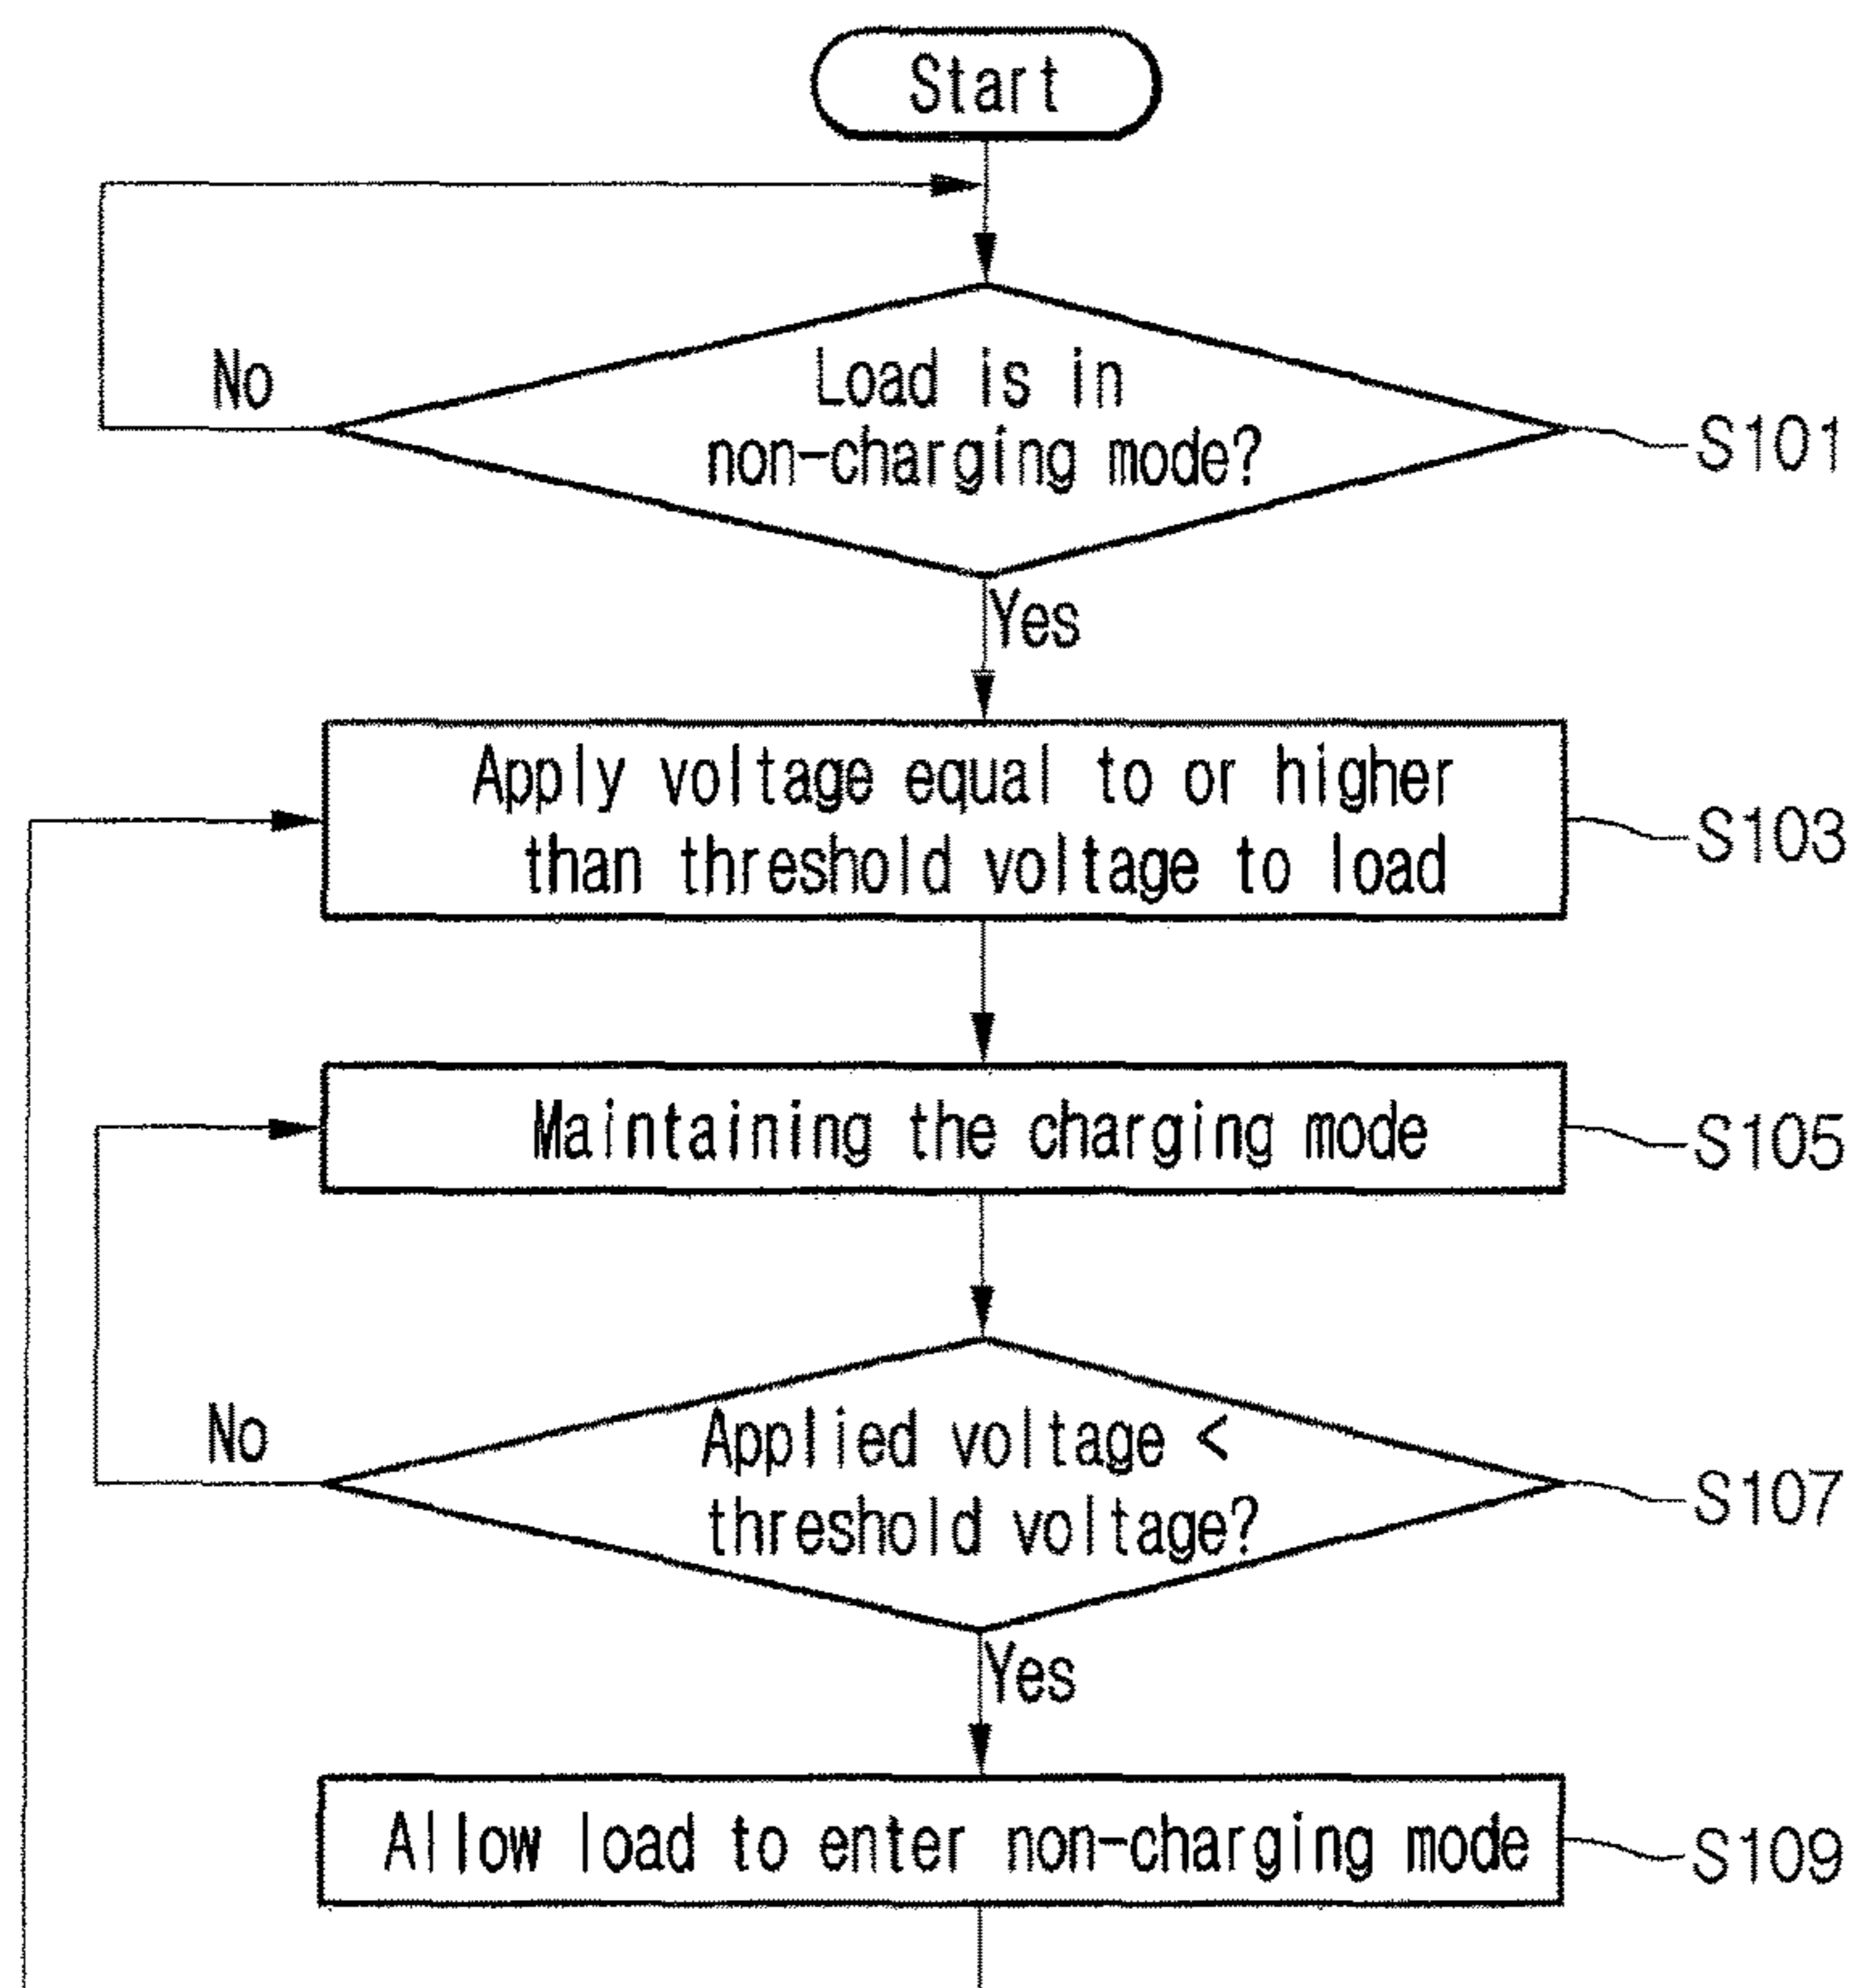 Start
No
Load is in
non-charging mode?
S101
Yes
Apply voltage equal to or higher
than threshold voltage to load
S103
Maintaining the charging mode
S105
No
Applied voltage <
threshold voltage?
S107
Yes
Allow load to enter non-charging mode
S109